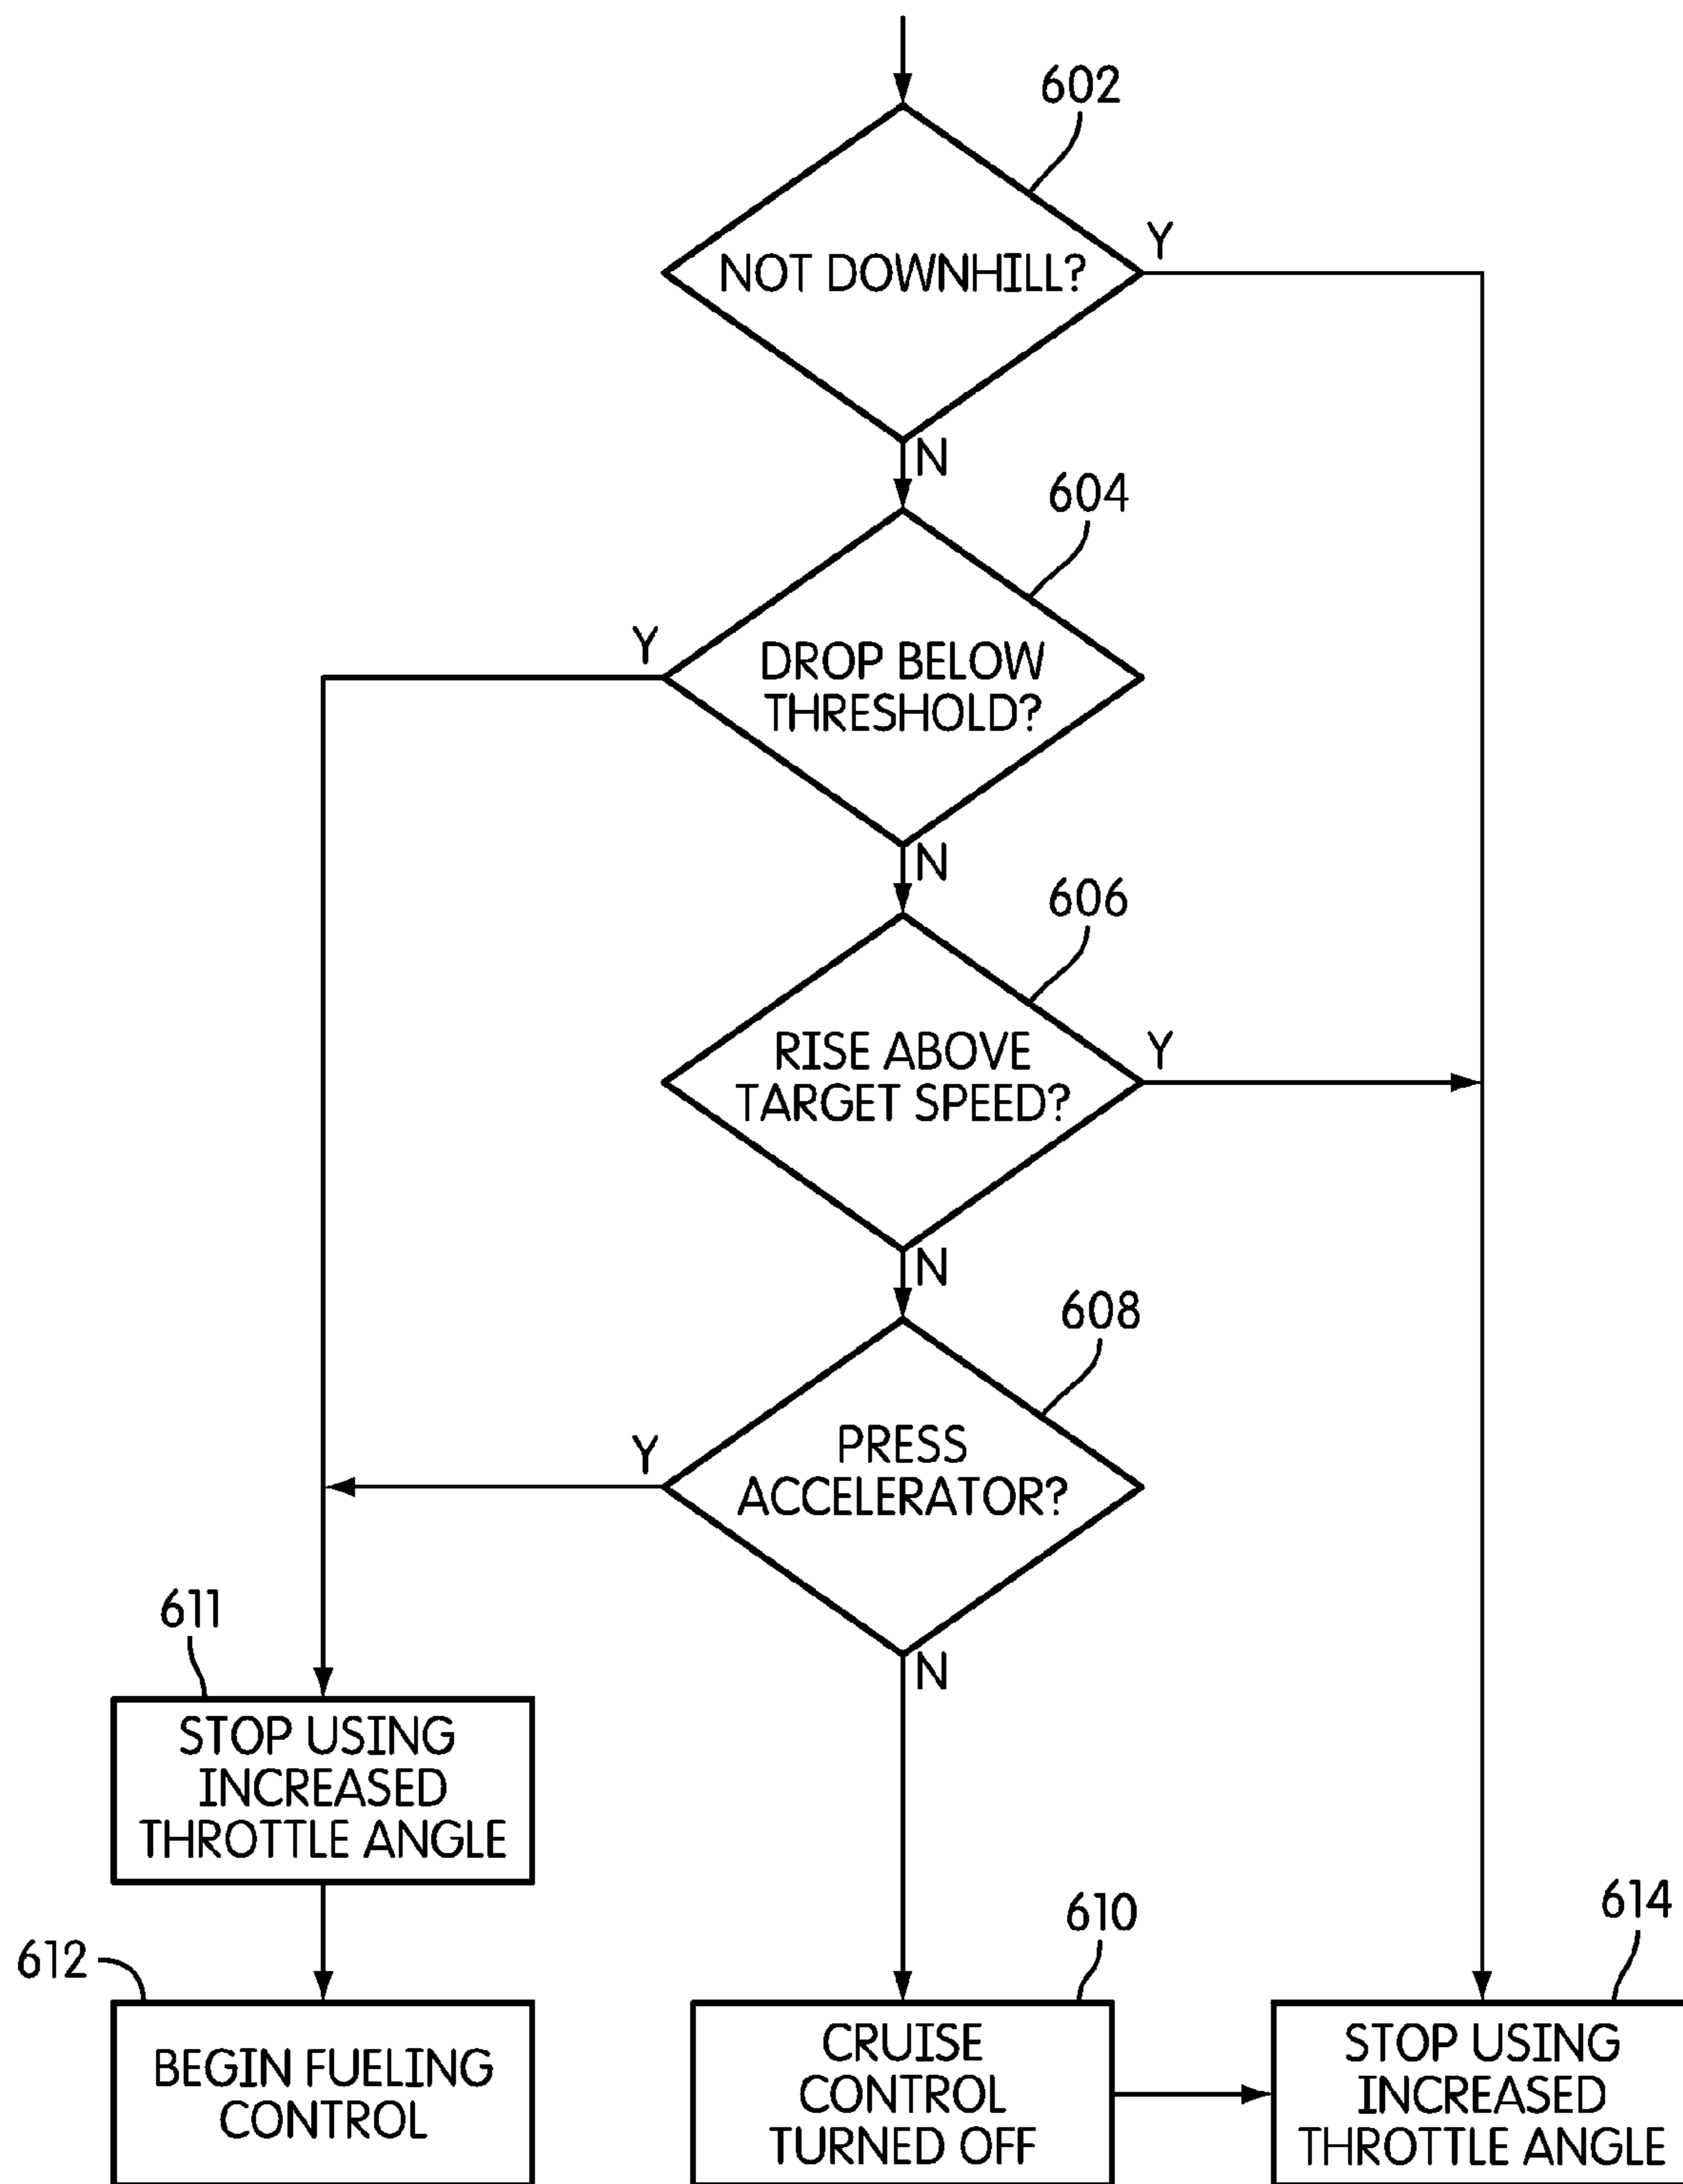 602
NOT DOWNHILL?
Y
N
604
Y
DROP BELOW
THRESHOLD?
N
606
RISE ABOVE
TARGET SPEED?
Y
N
608
Y
PRESS
ACCELERATOR?
N
611
STOP USING
INCREASED
THROTTLE ANGLE
612
BEGIN FUELING
CONTROL
610
CRUISE
CONTROL
TURNED OFF
614
STOP USING
INCREASED
THROTTLE ANGLE